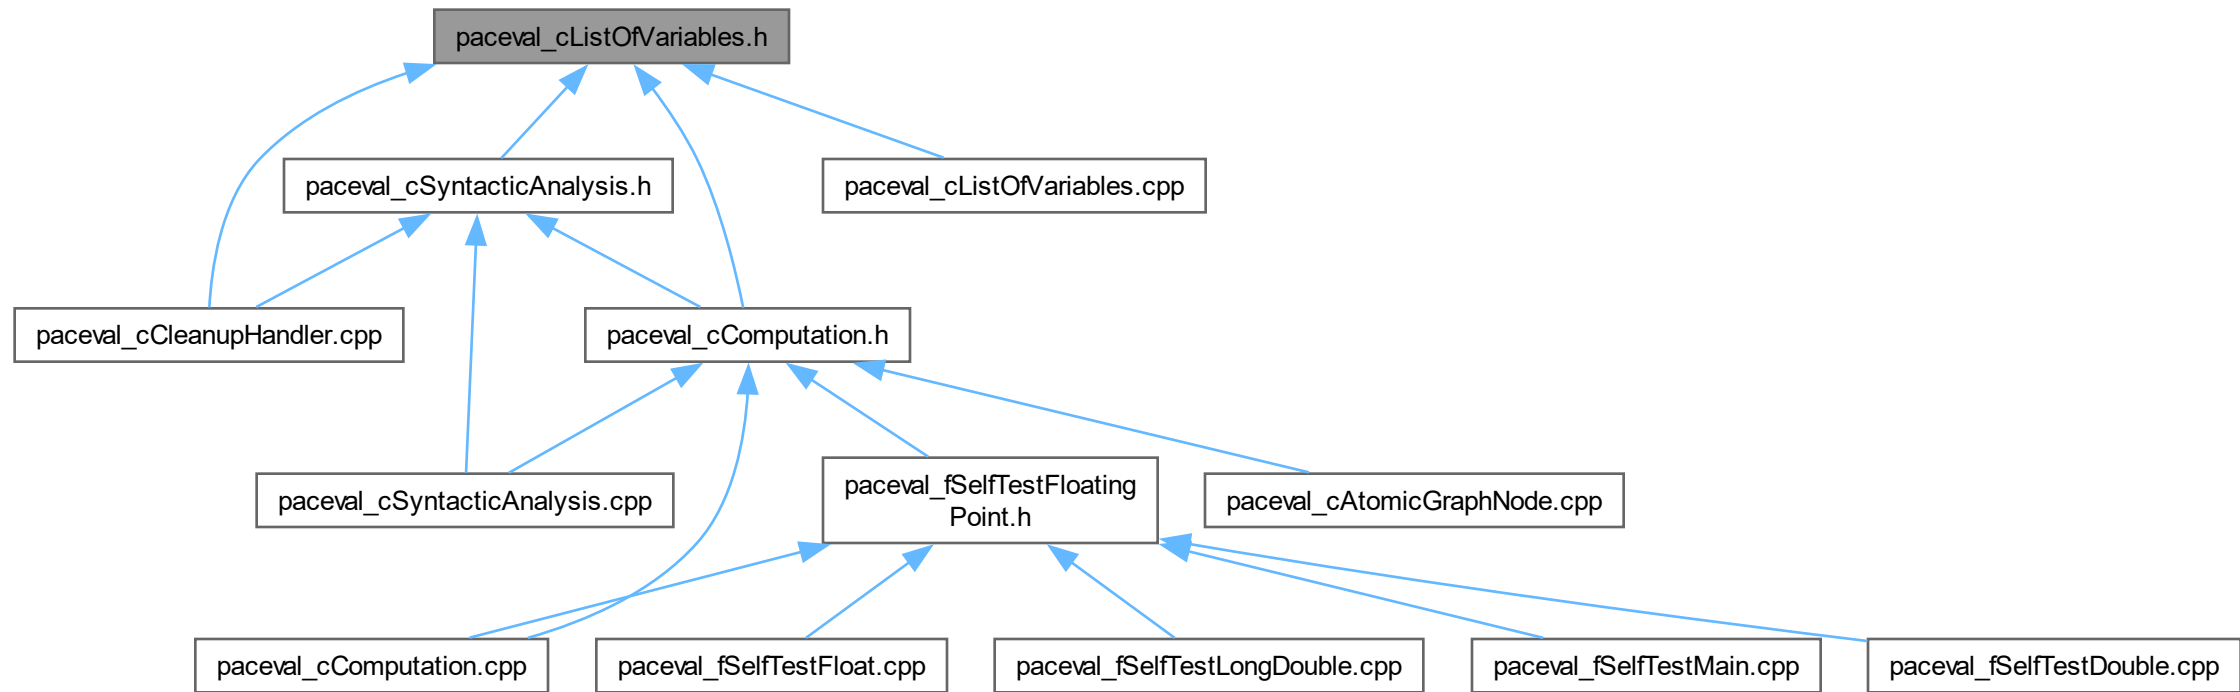 paceval_cListOfVariables.h
paceval_cSyntacticAnalysis.h
paceval_cListOfVariables.cpp
paceval_cCleanupHandler.cpp
paceval_cComputation.h
paceval_cSyntacticAnalysis.cpp
paceval_fSelfTestFloating
Point.h
paceval_cAtomicGraphNode.cpp
paceval_cComputation.cpp
paceval_fSelfTestFloat.cpp
paceval_fSelfTestLongDouble.cpp
paceval_fSelfTestMain.cpp
paceval_fSelfTestDouble.cpp